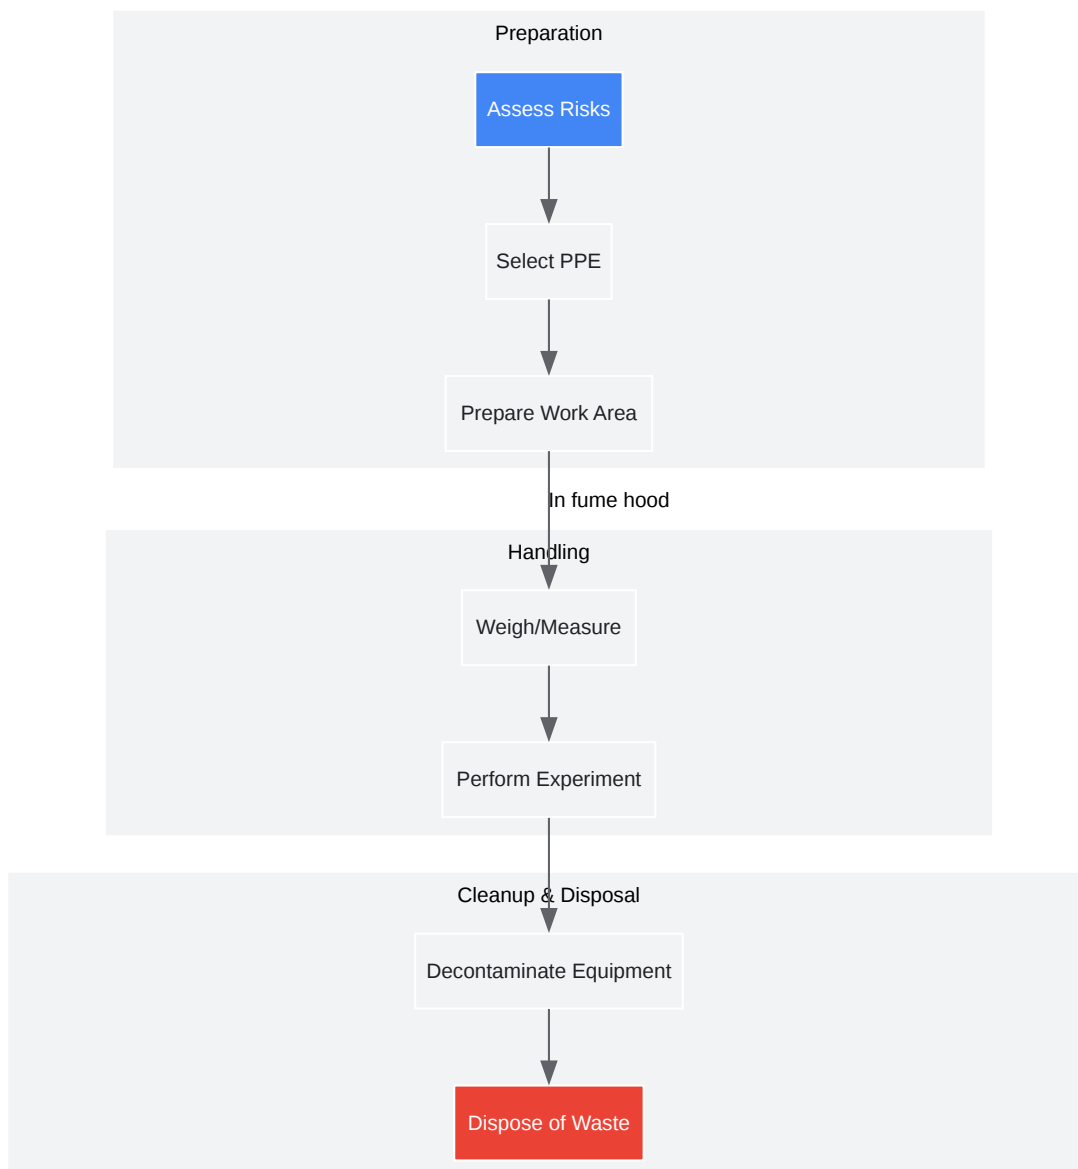 Preparation
Assess Risks
Select PPE
Prepare Work Area
In fume hood
Handling
Weigh/Measure
Perform Experiment
Cleanup & Disposal
Decontaminate Equipment
Dispose of Waste